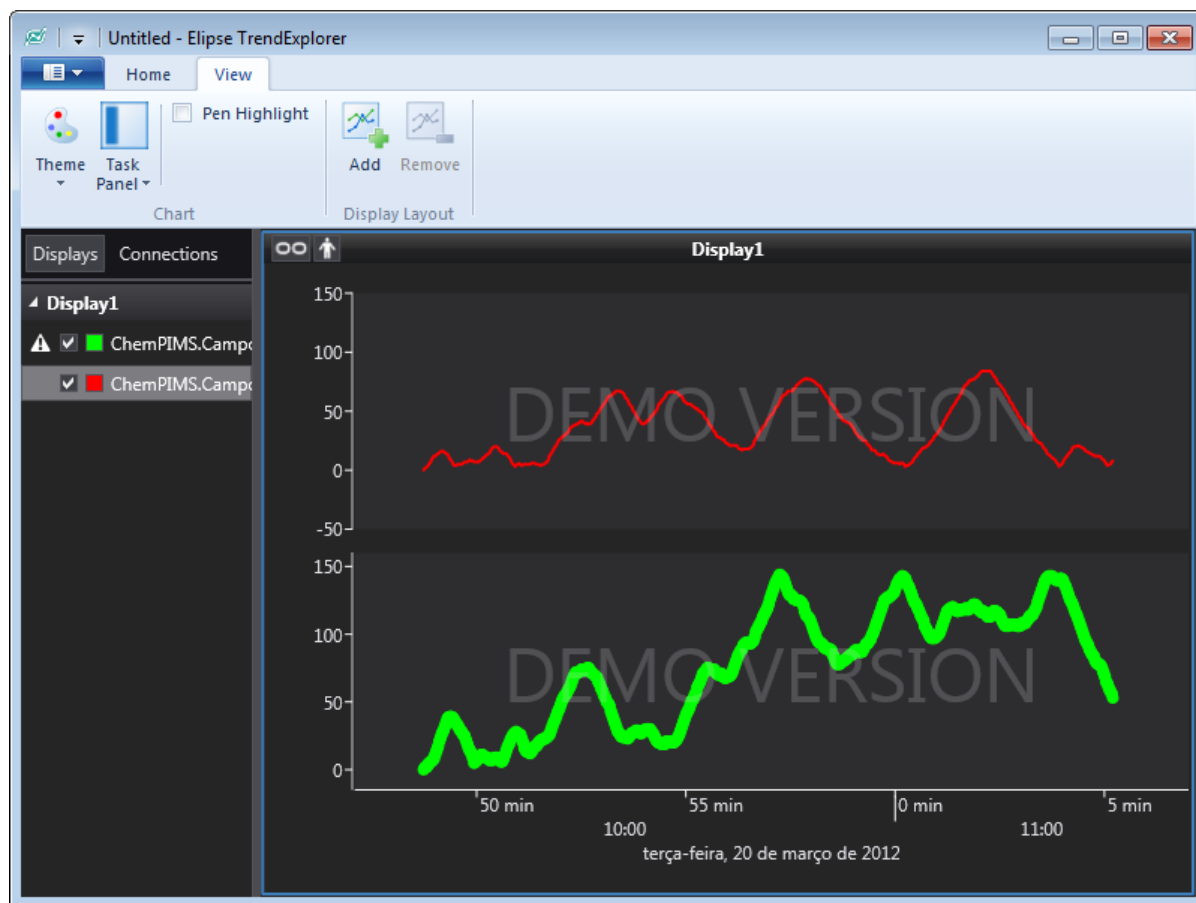 Untitled - Elipse TrendExplorer
Home View
Pen Highlight
Theme Task Panel Add Remove
Chart Display Layout
Displays Connections Display1
Display1
ChemPIMS.Campo
ChemPIMS.Campo
150
100
50
0
-50
DEMO VERSION
150
100
50
0
DEMO VERSION
50 min 55 min 0 min 5 min
10:00 11:00
terça-feira, 20 de março de 2012